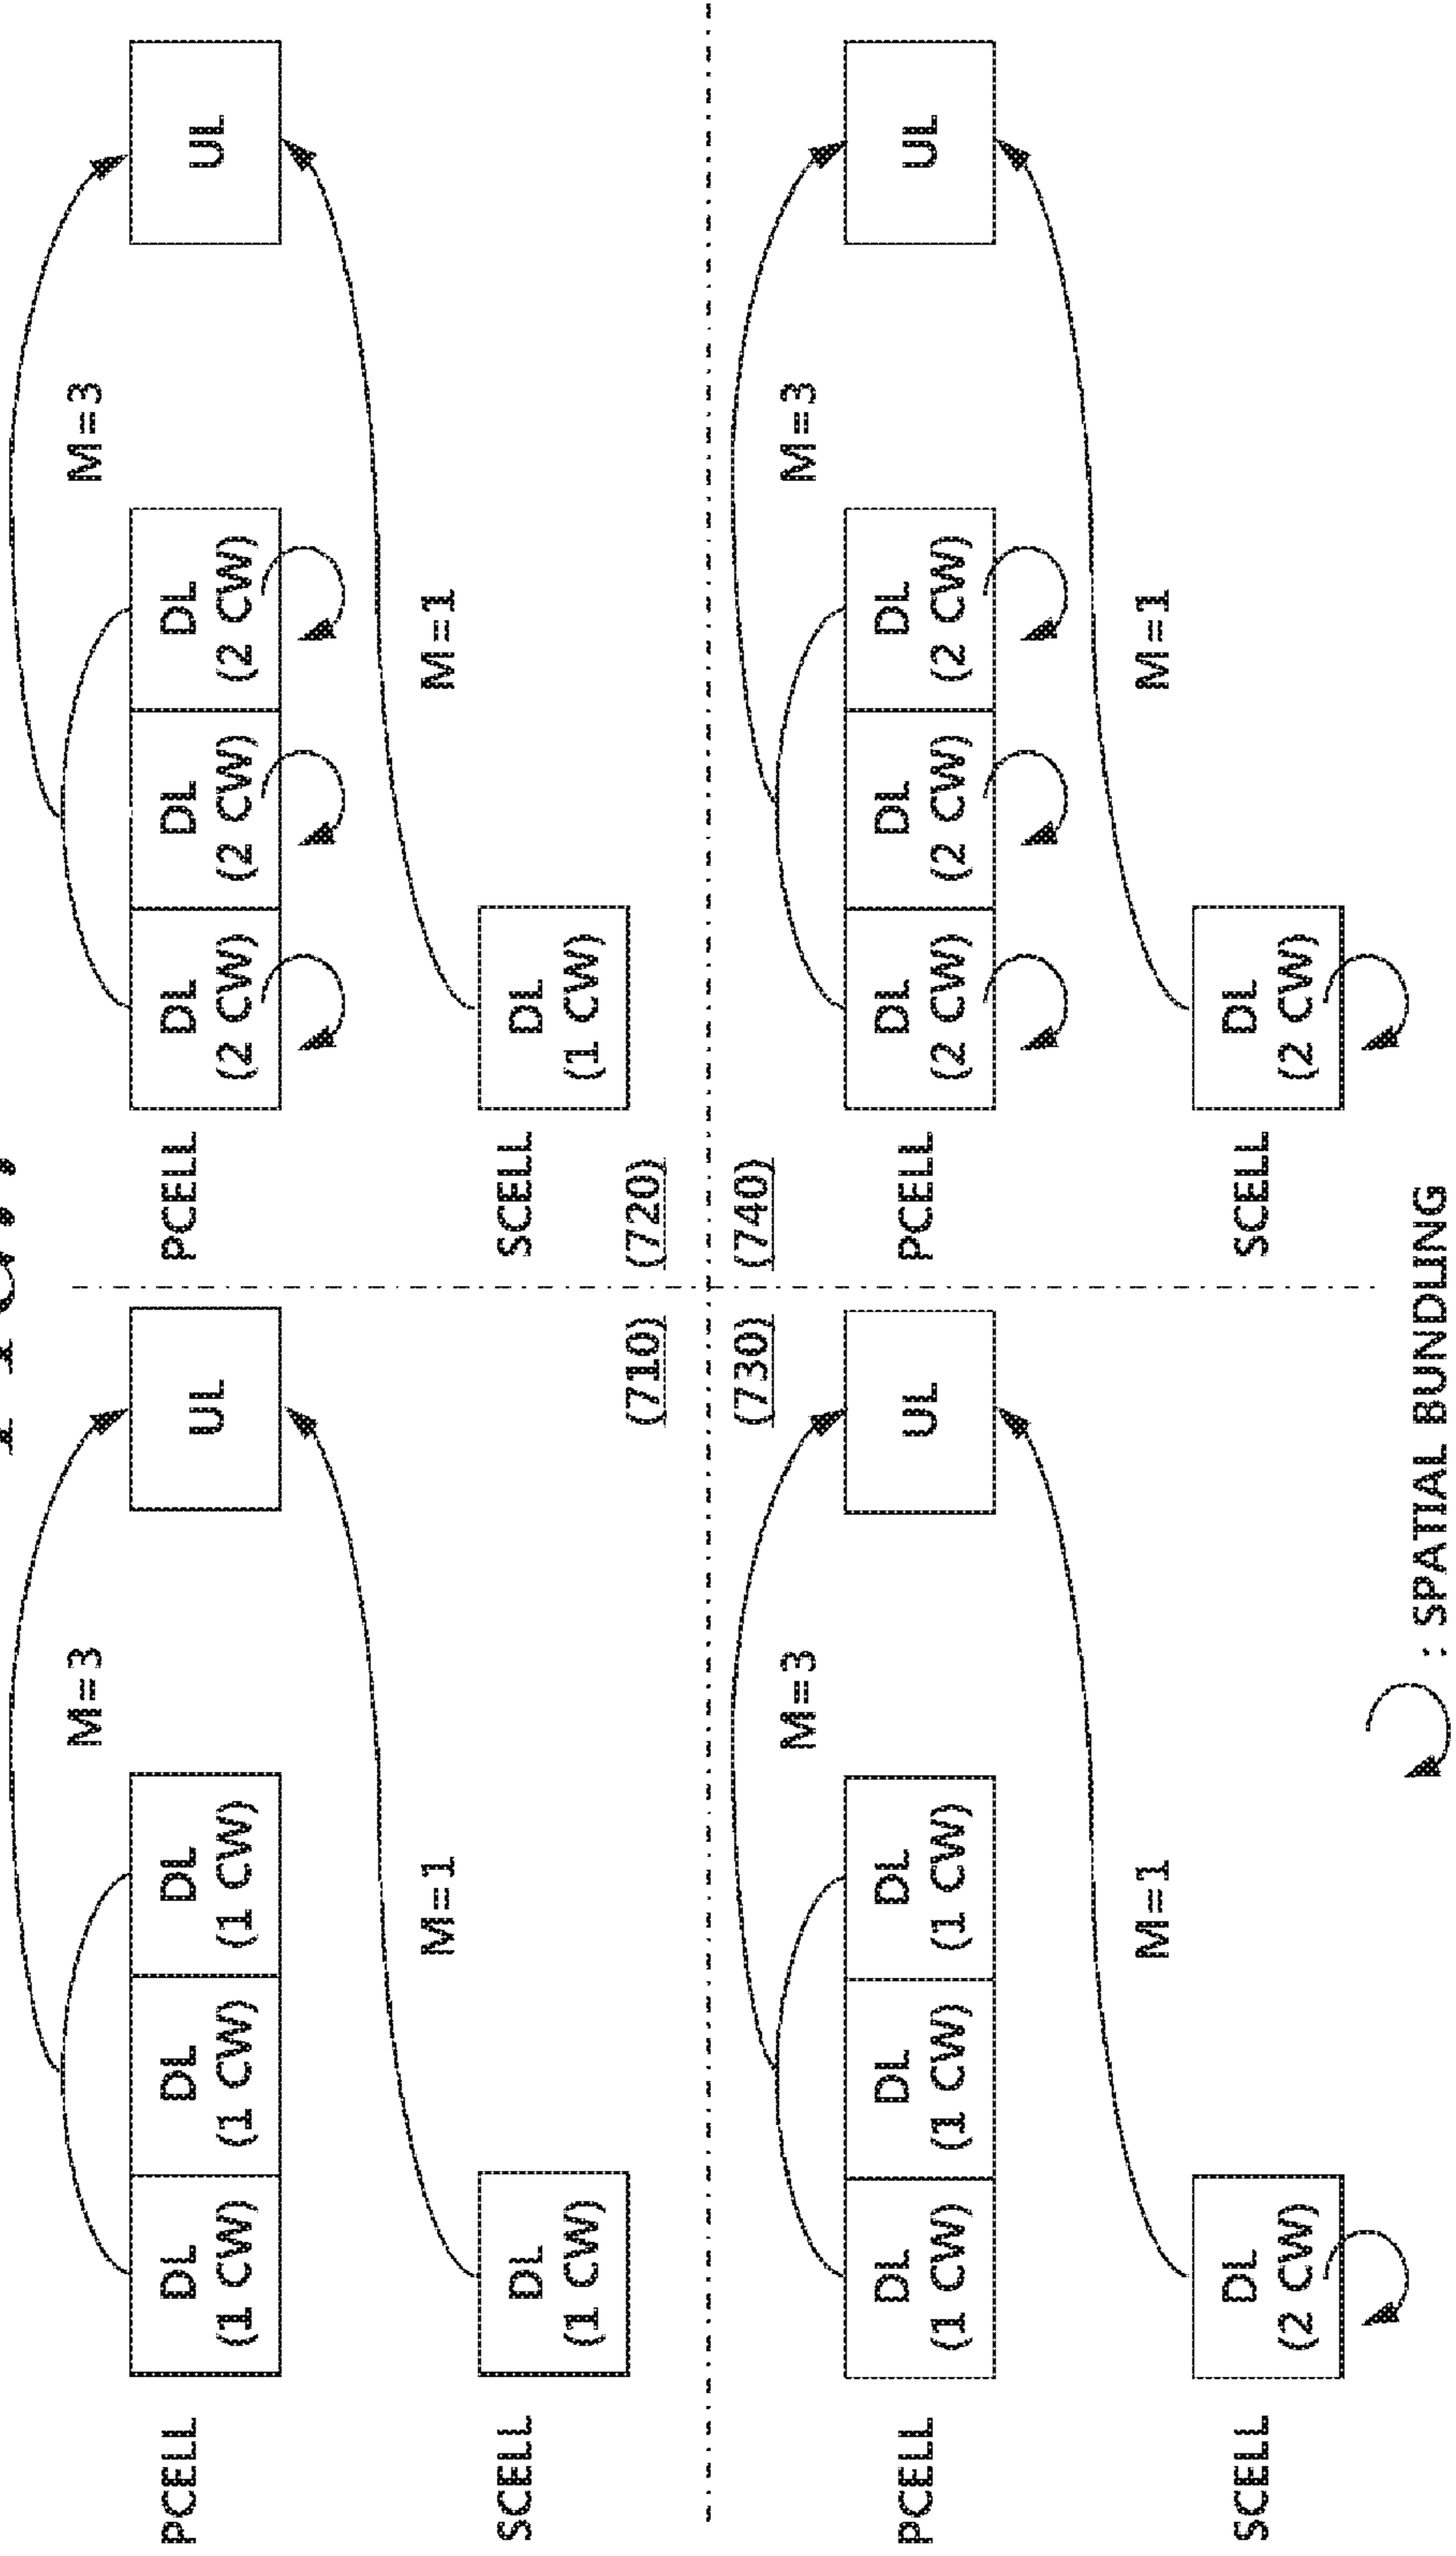 PCELL
DL
(1 CW)
DL
(1 CW)
DL
(1 CW)
M=3
UL
SCELL
DL
(1 CW)
M=1
(710)
PCELL
DL
(2 CW)
DL
(2 CW)
DL
(2 CW)
M=3
UL
SCELL
DL
(1 CW)
M=1
(720)
(730)
PCELL
DL
(1 CW)
DL
(1 CW)
DL
(1 CW)
M=3
UL
SCELL
DL
(2 CW)
M=1
(740)
PCELL
DL
(2 CW)
DL
(2 CW)
DL
(2 CW)
M=3
UL
SCELL
DL
(2 CW)
M=1
: SPATIAL BUNDLING